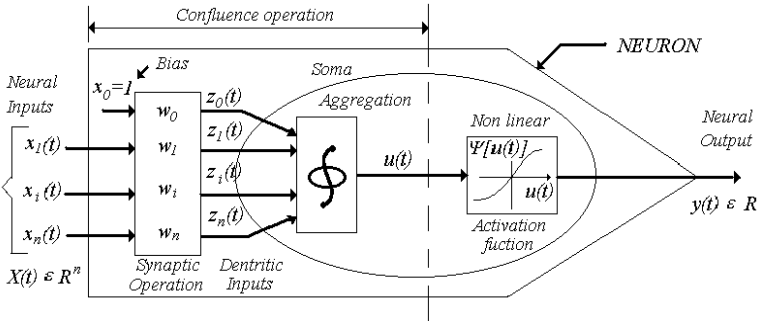 Confluence operation
NEURON
Bias
Soma
Neural
Inputs
x0=1
w0
z0(t)
Aggregation
Non linear
Neural
Output
x1(t)
w1
z1(t)
u(t)
Ψ[u(t)]
u(t)
xi(t)
wi
zi(t)
y(t) ε R
xn(t)
wn
zn(t)
Activation
fuction
X(t) ε Rⁿ
Synaptic
Operation
Dentritic
Inputs